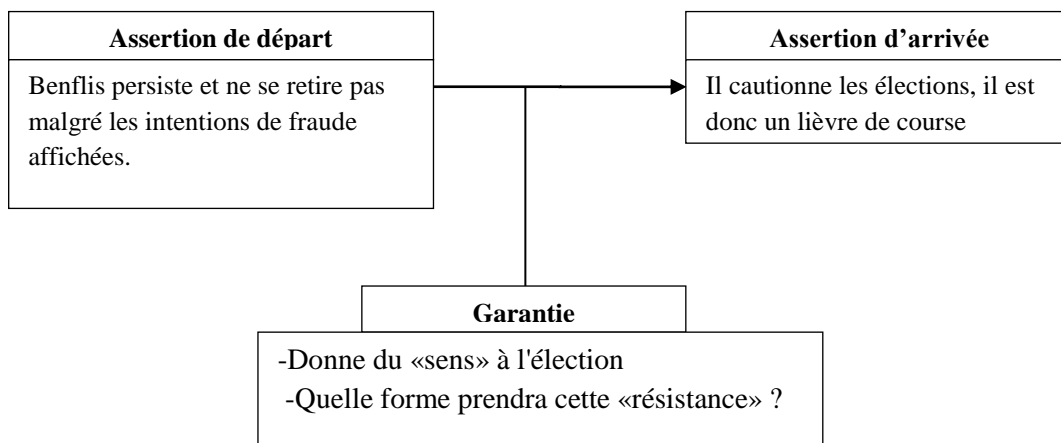 Assertion de départ
Benflis persiste et ne se retire pas
malgré les intentions de fraude
affichées.
Assertion d’arrivée
Il cautionne les élections, il est
donc un lièvre de course
Garantie
-Donne du «sens» à l'élection
-Quelle forme prendra cette «résistance» ?